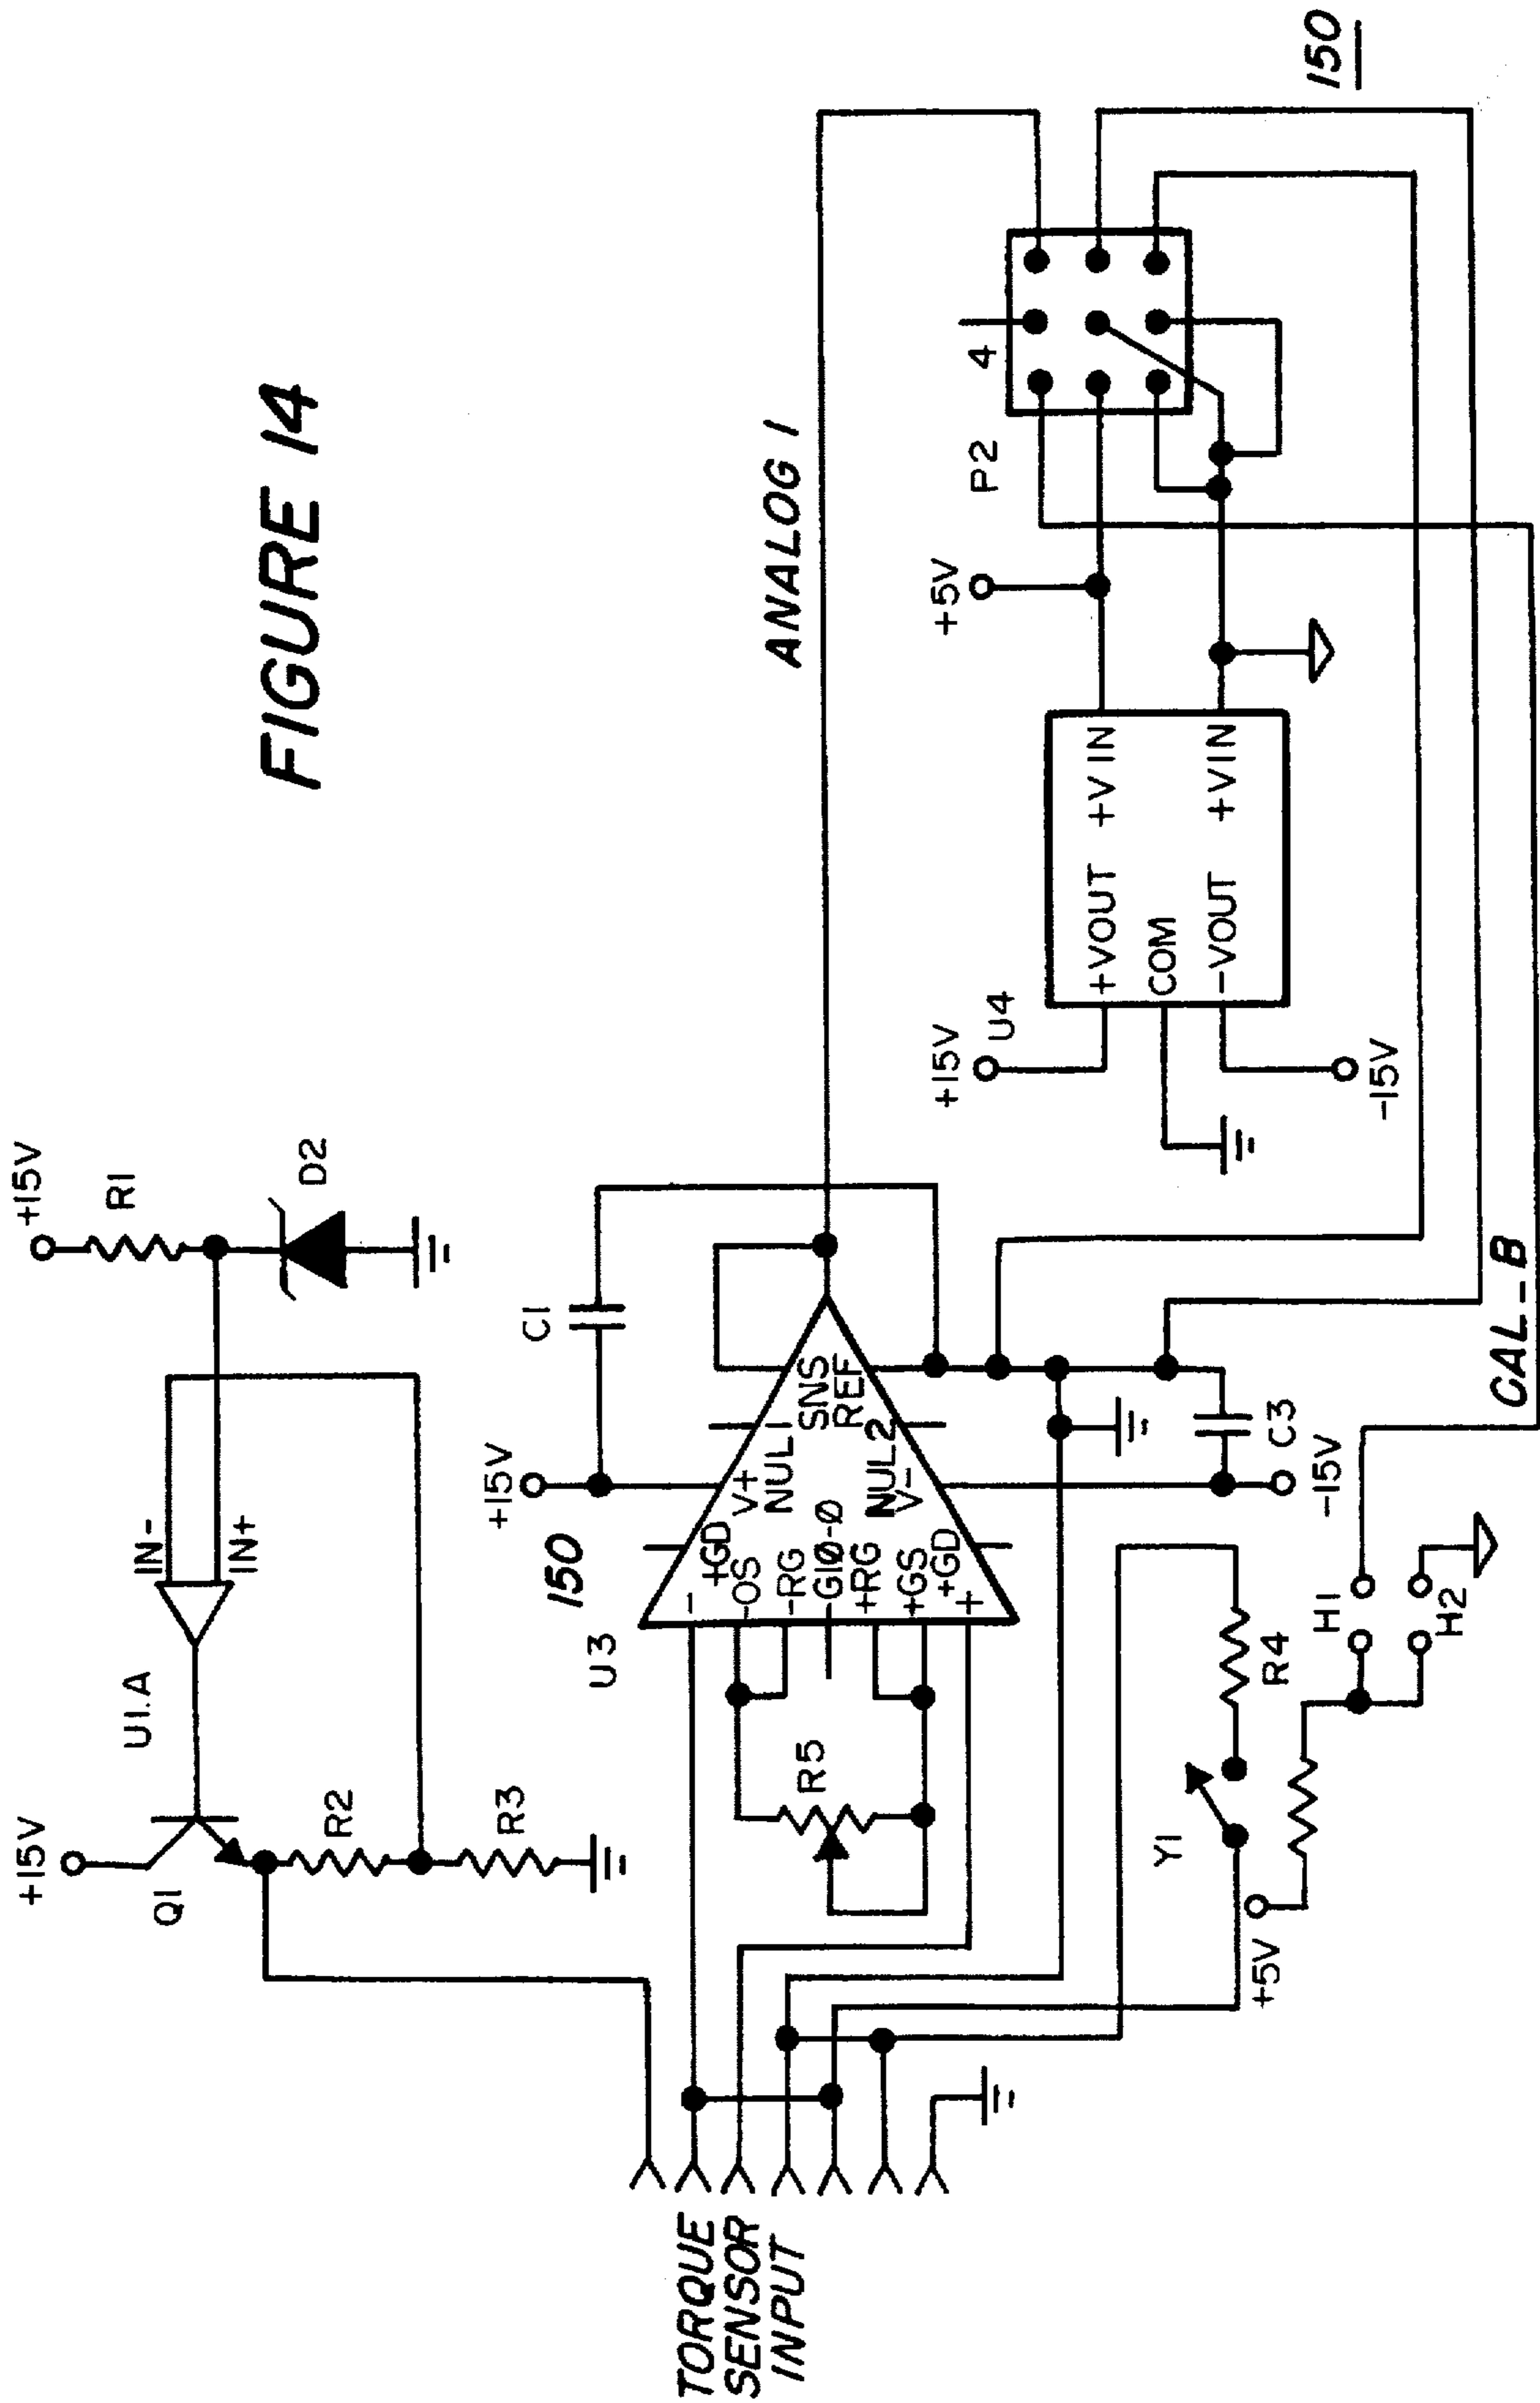 FIGURE 14
+15V
Q1
U1.A
IN-
IN+
+15V
R1
D2
R2
R3
U3
150
+15V
C1
-
+GD
-OS
-RG
G10-0
+RG
+GS
+GD
+
V+
NUL1
SNS
REF
NUL2
V-
R5
ANALOG 1
TORQUE
SENSOR
INPUT
C3
-15V
Y1
R4
+5V
H1
H2
CAL_B
+15V
U4
+VOUT +VIN
COM
-VOUT +VIN
-15V
+5V
P2
4
150